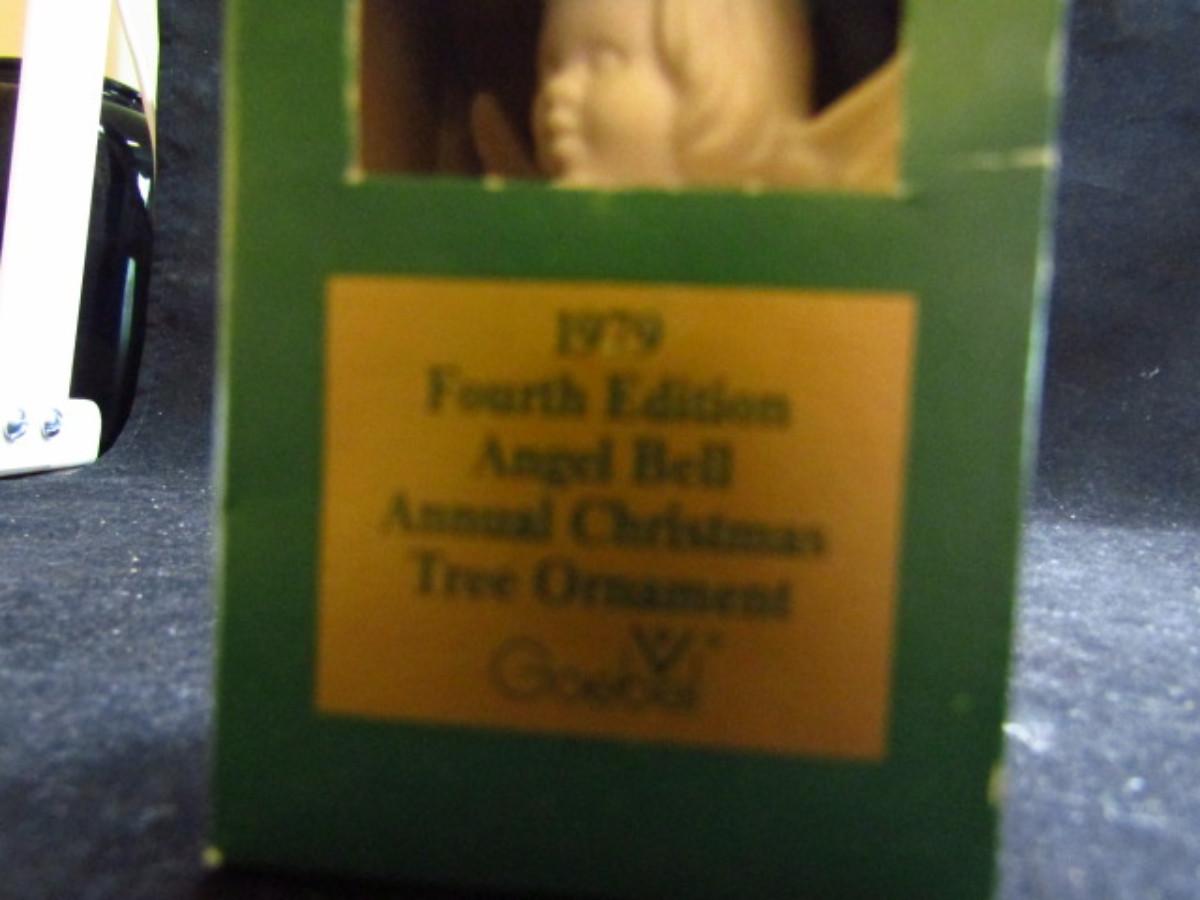 1979
Fourth Edition
Angel Bell
Annual Christmas
Tree Ornament
Goebel